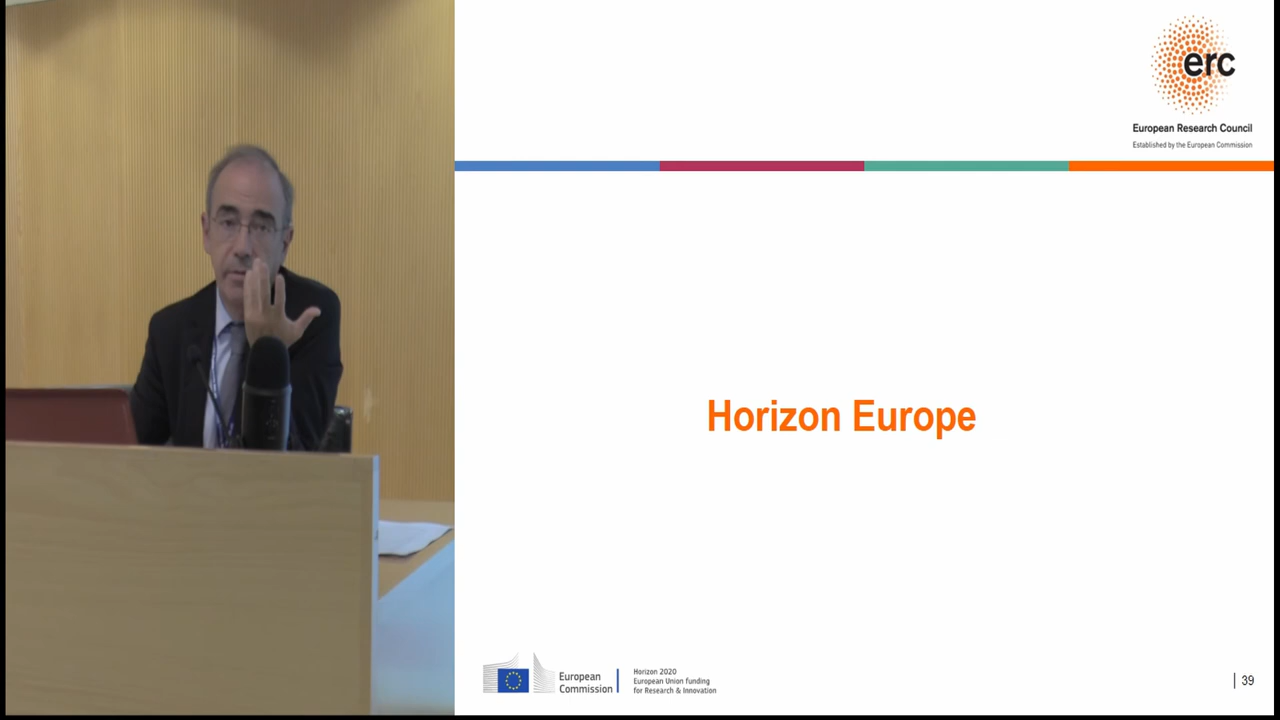 erc
European Research Council
Established by the European Commission
Horizon Europe
European
Commission
Horizon 2020
European Union funding
for Research & Innovation
39